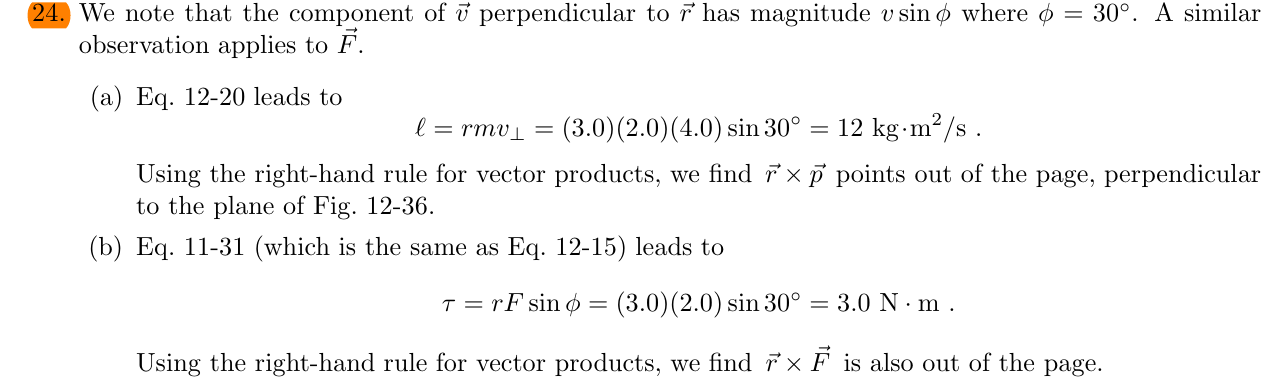 24. We note that the component of v⃗ perpendicular to r⃗ has magnitude v sin ϕ where ϕ = 30°. A similar
observation applies to F⃗.
(a) Eq. 12-20 leads to
ℓ = rmv⊥ = (3.0)(2.0)(4.0) sin 30° = 12 kg·m²/s .
Using the right-hand rule for vector products, we find r⃗ × p⃗ points out of the page, perpendicular
to the plane of Fig. 12-36.
(b) Eq. 11-31 (which is the same as Eq. 12-15) leads to
τ = rF sin ϕ = (3.0)(2.0) sin 30° = 3.0 N · m .
Using the right-hand rule for vector products, we find r⃗ × F⃗ is also out of the page.